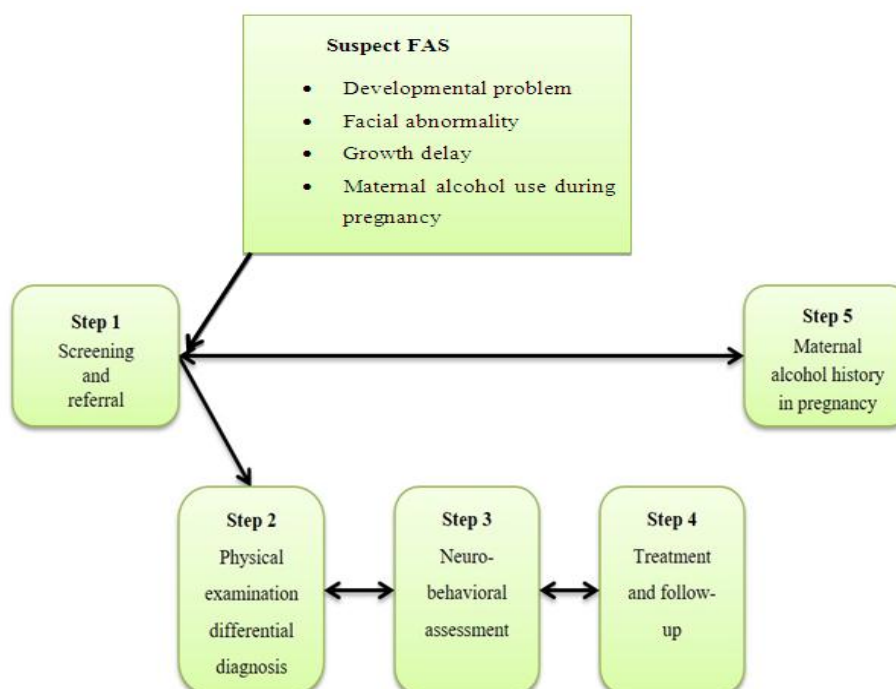 Suspect FAS
• Developmental problem
• Facial abnormality
• Growth delay
• Maternal alcohol use during
pregnancy
Step 1
Screening
and
referral
Step 5
Maternal
alcohol history
in pregnancy
Step 2
Physical
examination
differential
diagnosis
Step 3
Neuro-
behavioral
assessment
Step 4
Treatment
and follow-
up